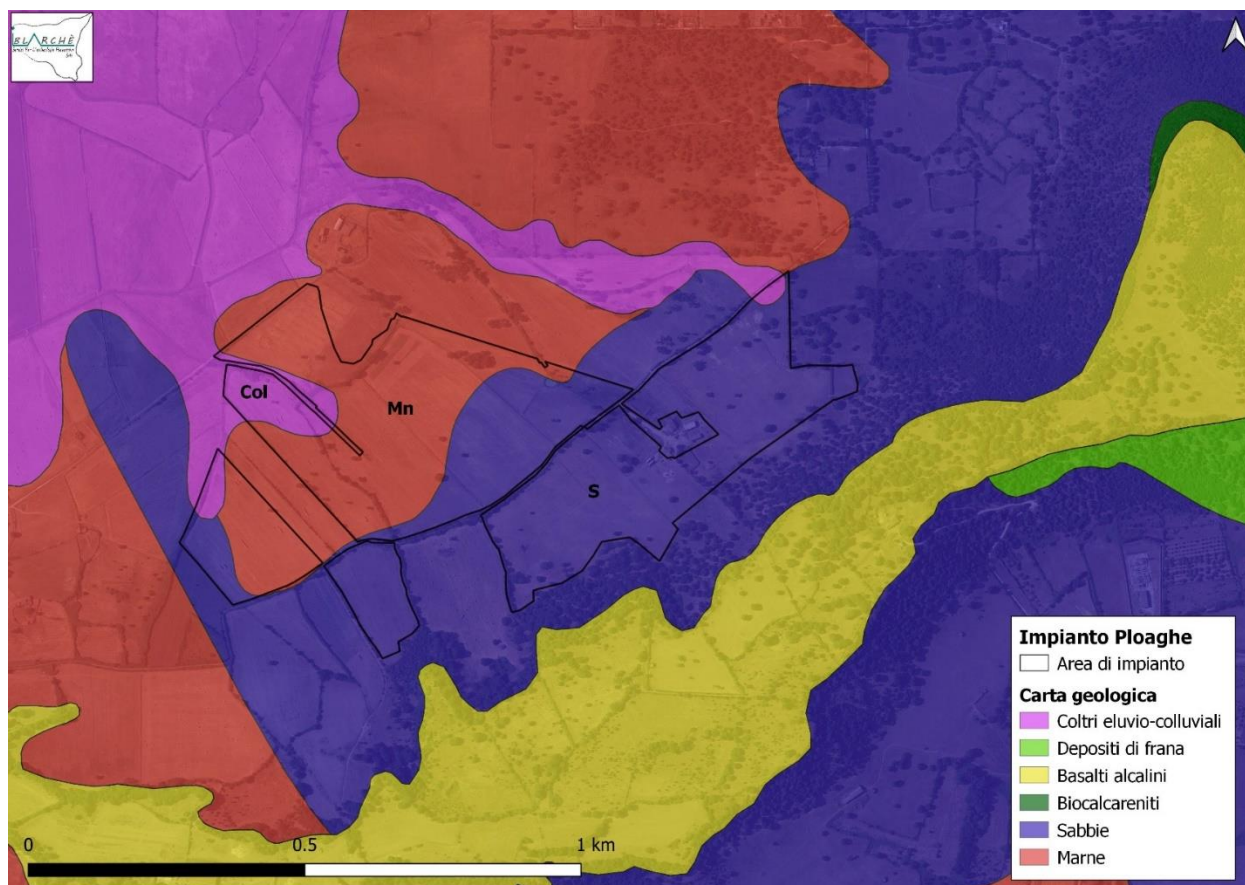 BLARCHÈ
Col
Mn
S
Impianto Ploaghe
Area di impianto
Carta geologica
Coltri eluvio-colluviali
Depositi di frana
Basalti alcalini
Biocalcareniti
Sabbie
Marne
0 0.5 1 km